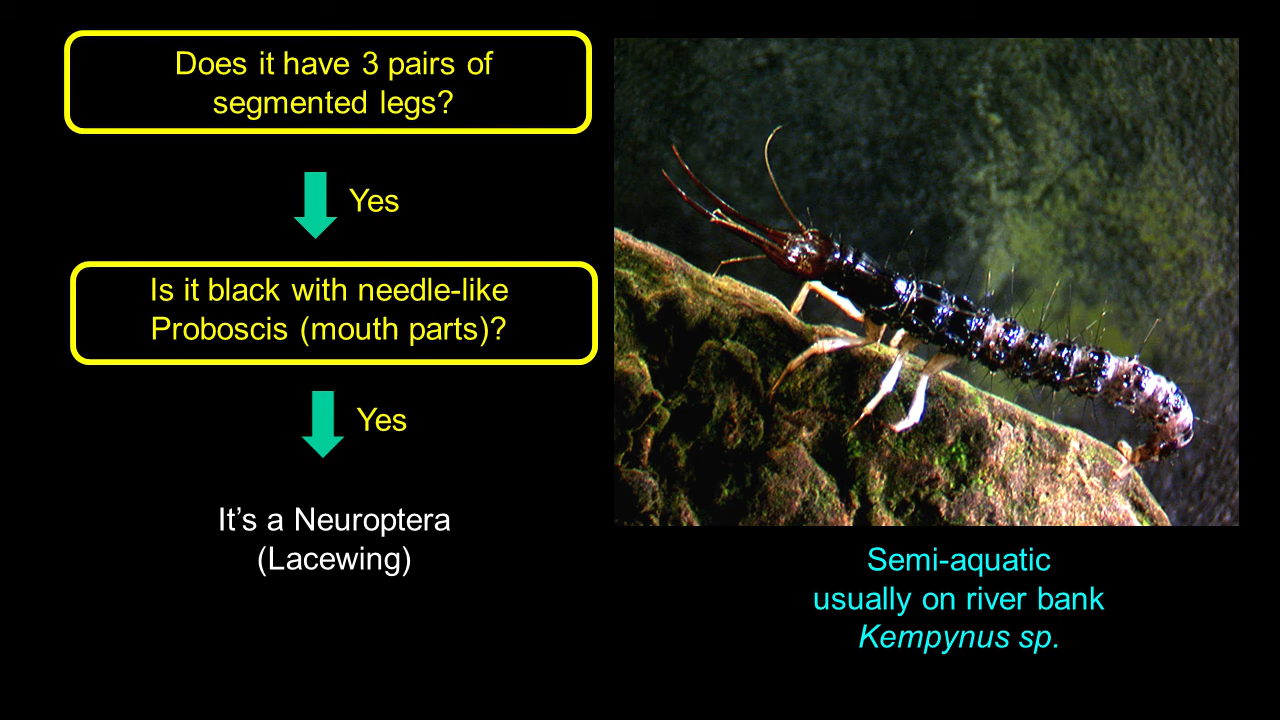 Does it have 3 pairs of
segmented legs?
Yes
Is it black with needle-like
Proboscis (mouth parts)?
Yes
It’s a Neuroptera
(Lacewing)
Semi-aquatic
usually on river bank
Kempynus sp.